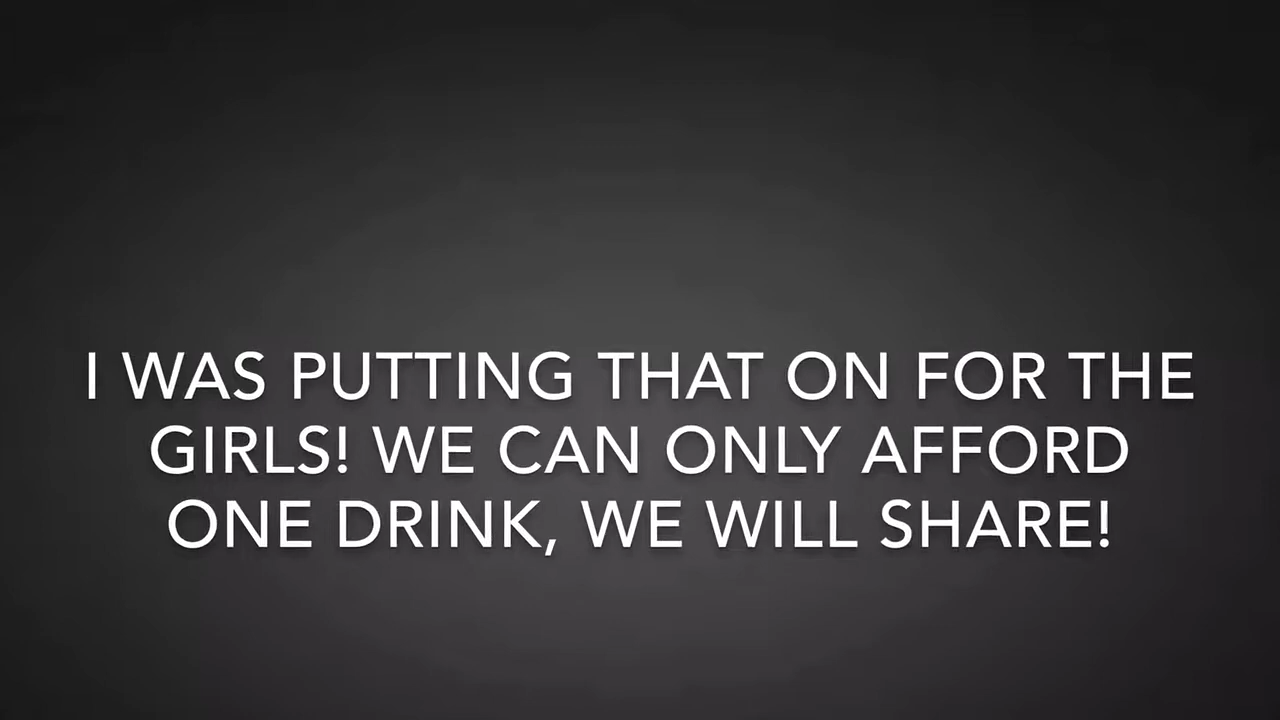 I WAS PUTTING THAT ON FOR THE
GIRLS! WE CAN ONLY AFFORD
ONE DRINK, WE WILL SHARE!